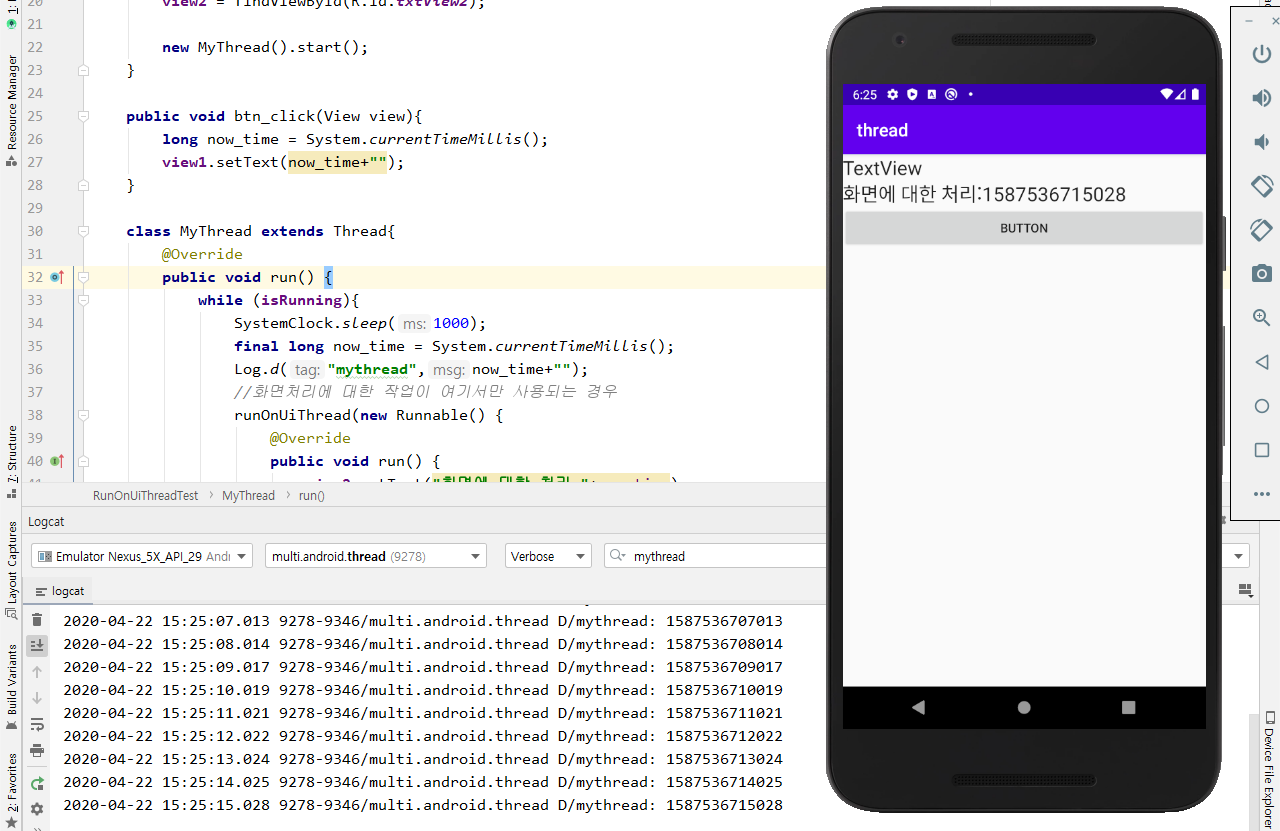 20 view2 = findViewById(R.id.txtView2);
21
22 new MyThread().start();
23 }
24
25 public void btn_click(View view){
26 long now_time = System.currentTimeMillis();
27 view1.setText(now_time+"");
28 }
29
30 class MyThread extends Thread{
31 @Override
32 public void run() {
33 while (isRunning){
34 SystemClock.sleep( ms: 1000);
35 final long now_time = System.currentTimeMillis();
36 Log.d( tag: "mythread", msg: now_time+"");
37 //화면처리에 대한 작업이 여기서만 사용되는 경우
38 runOnUiThread(new Runnable() {
39 @Override
40 public void run() {
RunOnUiThreadTest › MyThread › run()
Logcat
Emulator Nexus_5X_API_29 Andr multi.android.thread (9278) Verbose mythread
logcat
2020-04-22 15:25:07.013 9278-9346/multi.android.thread D/mythread: 1587536707013
2020-04-22 15:25:08.014 9278-9346/multi.android.thread D/mythread: 1587536708014
2020-04-22 15:25:09.017 9278-9346/multi.android.thread D/mythread: 1587536709017
2020-04-22 15:25:10.019 9278-9346/multi.android.thread D/mythread: 1587536710019
2020-04-22 15:25:11.021 9278-9346/multi.android.thread D/mythread: 1587536711021
2020-04-22 15:25:12.022 9278-9346/multi.android.thread D/mythread: 1587536712022
2020-04-22 15:25:13.024 9278-9346/multi.android.thread D/mythread: 1587536713024
2020-04-22 15:25:14.025 9278-9346/multi.android.thread D/mythread: 1587536714025
2020-04-22 15:25:15.028 9278-9346/multi.android.thread D/mythread: 1587536715028
Resource Manager
7: Structure
Layout Captures
Build Variants
2: Favorites
6:25
thread
TextView
화면에 대한 처리:1587536715028
BUTTON
Device File Explorer